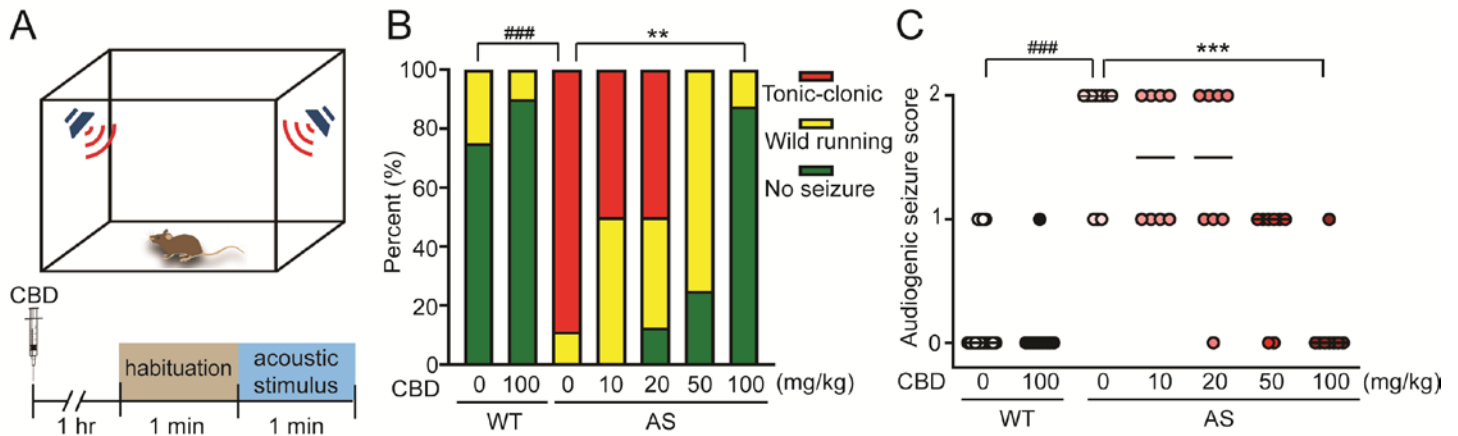 A
CBD
habituation
acoustic
stimulus
1 hr
1 min
1 min
B
###
**
Percent (%)
100
80
60
40
20
0
Tonic-clonic
Wild running
No seizure
CBD 0 100 0 10 20 50 100 (mg/kg)
WT AS
C
###
***
Audiogenic seizure score
2
1
0
CBD 0 100 0 10 20 50 100 (mg/kg)
WT AS